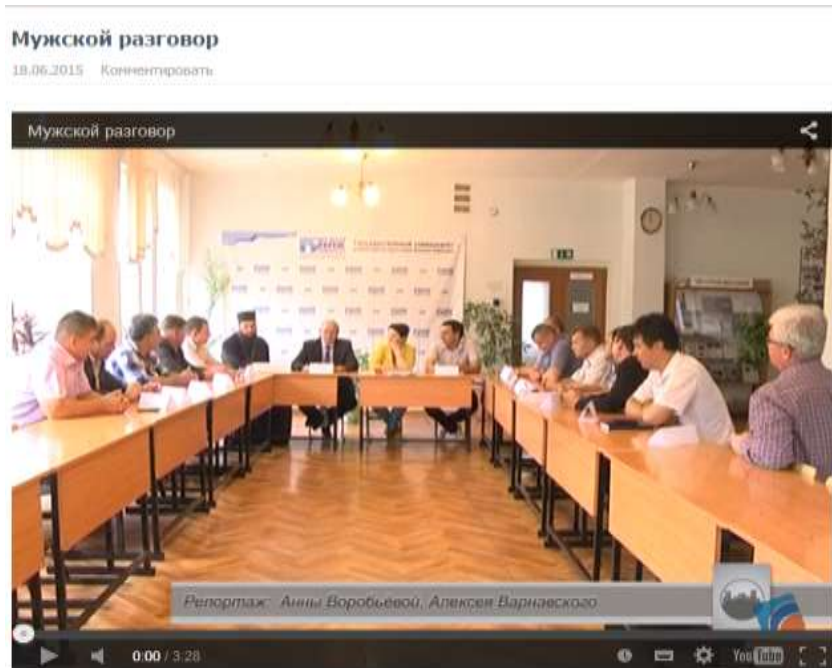 Мужской разговор
18.06.2015 Комментировать
Мужской разговор
Репортаж: Анны Воробьёвой, Алексея Варнавского
0:00 / 3:28
YouTube